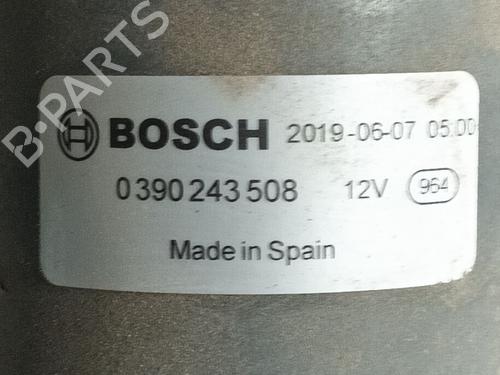 B-PARTS
BOSCH 2019-06-07 05:00
0 390 243 508 12V 964
Made in Spain